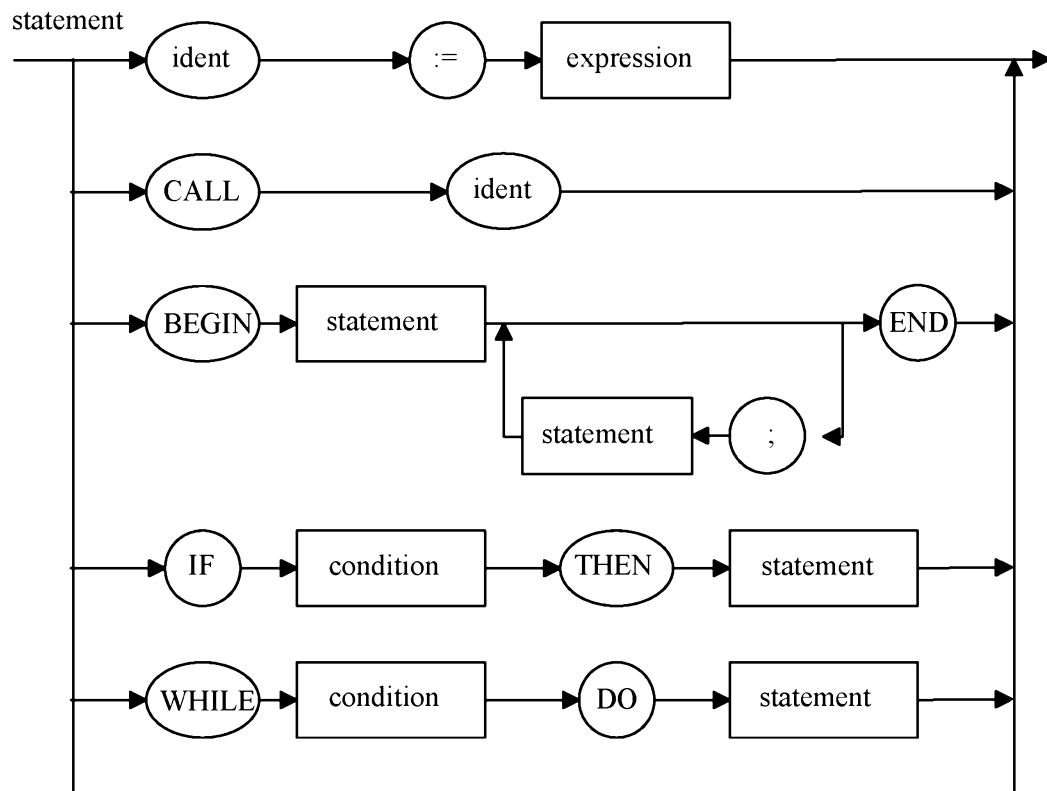 statement
ident := expression
CALL ident
BEGIN statement END
statement ;
IF condition THEN statement
WHILE condition DO statement